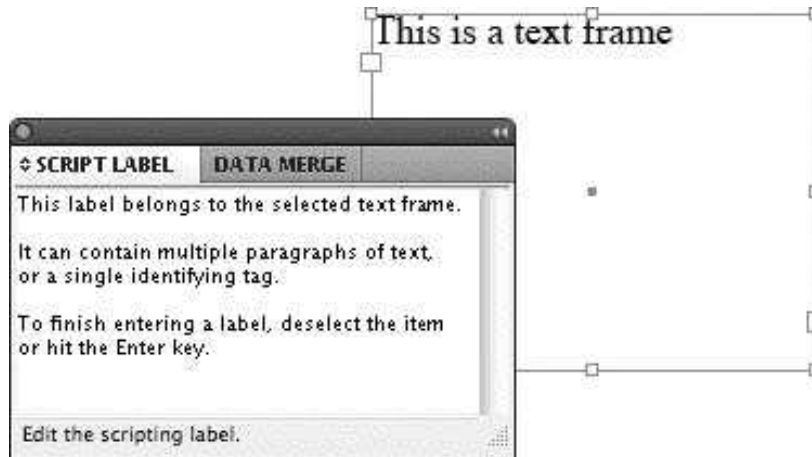 This is a text frame
SCRIPT LABEL DATA MERGE
This label belongs to the selected text frame.
It can contain multiple paragraphs of text,
or a single identifying tag.
To finish entering a label, deselect the item
or hit the Enter key.
Edit the scripting label.